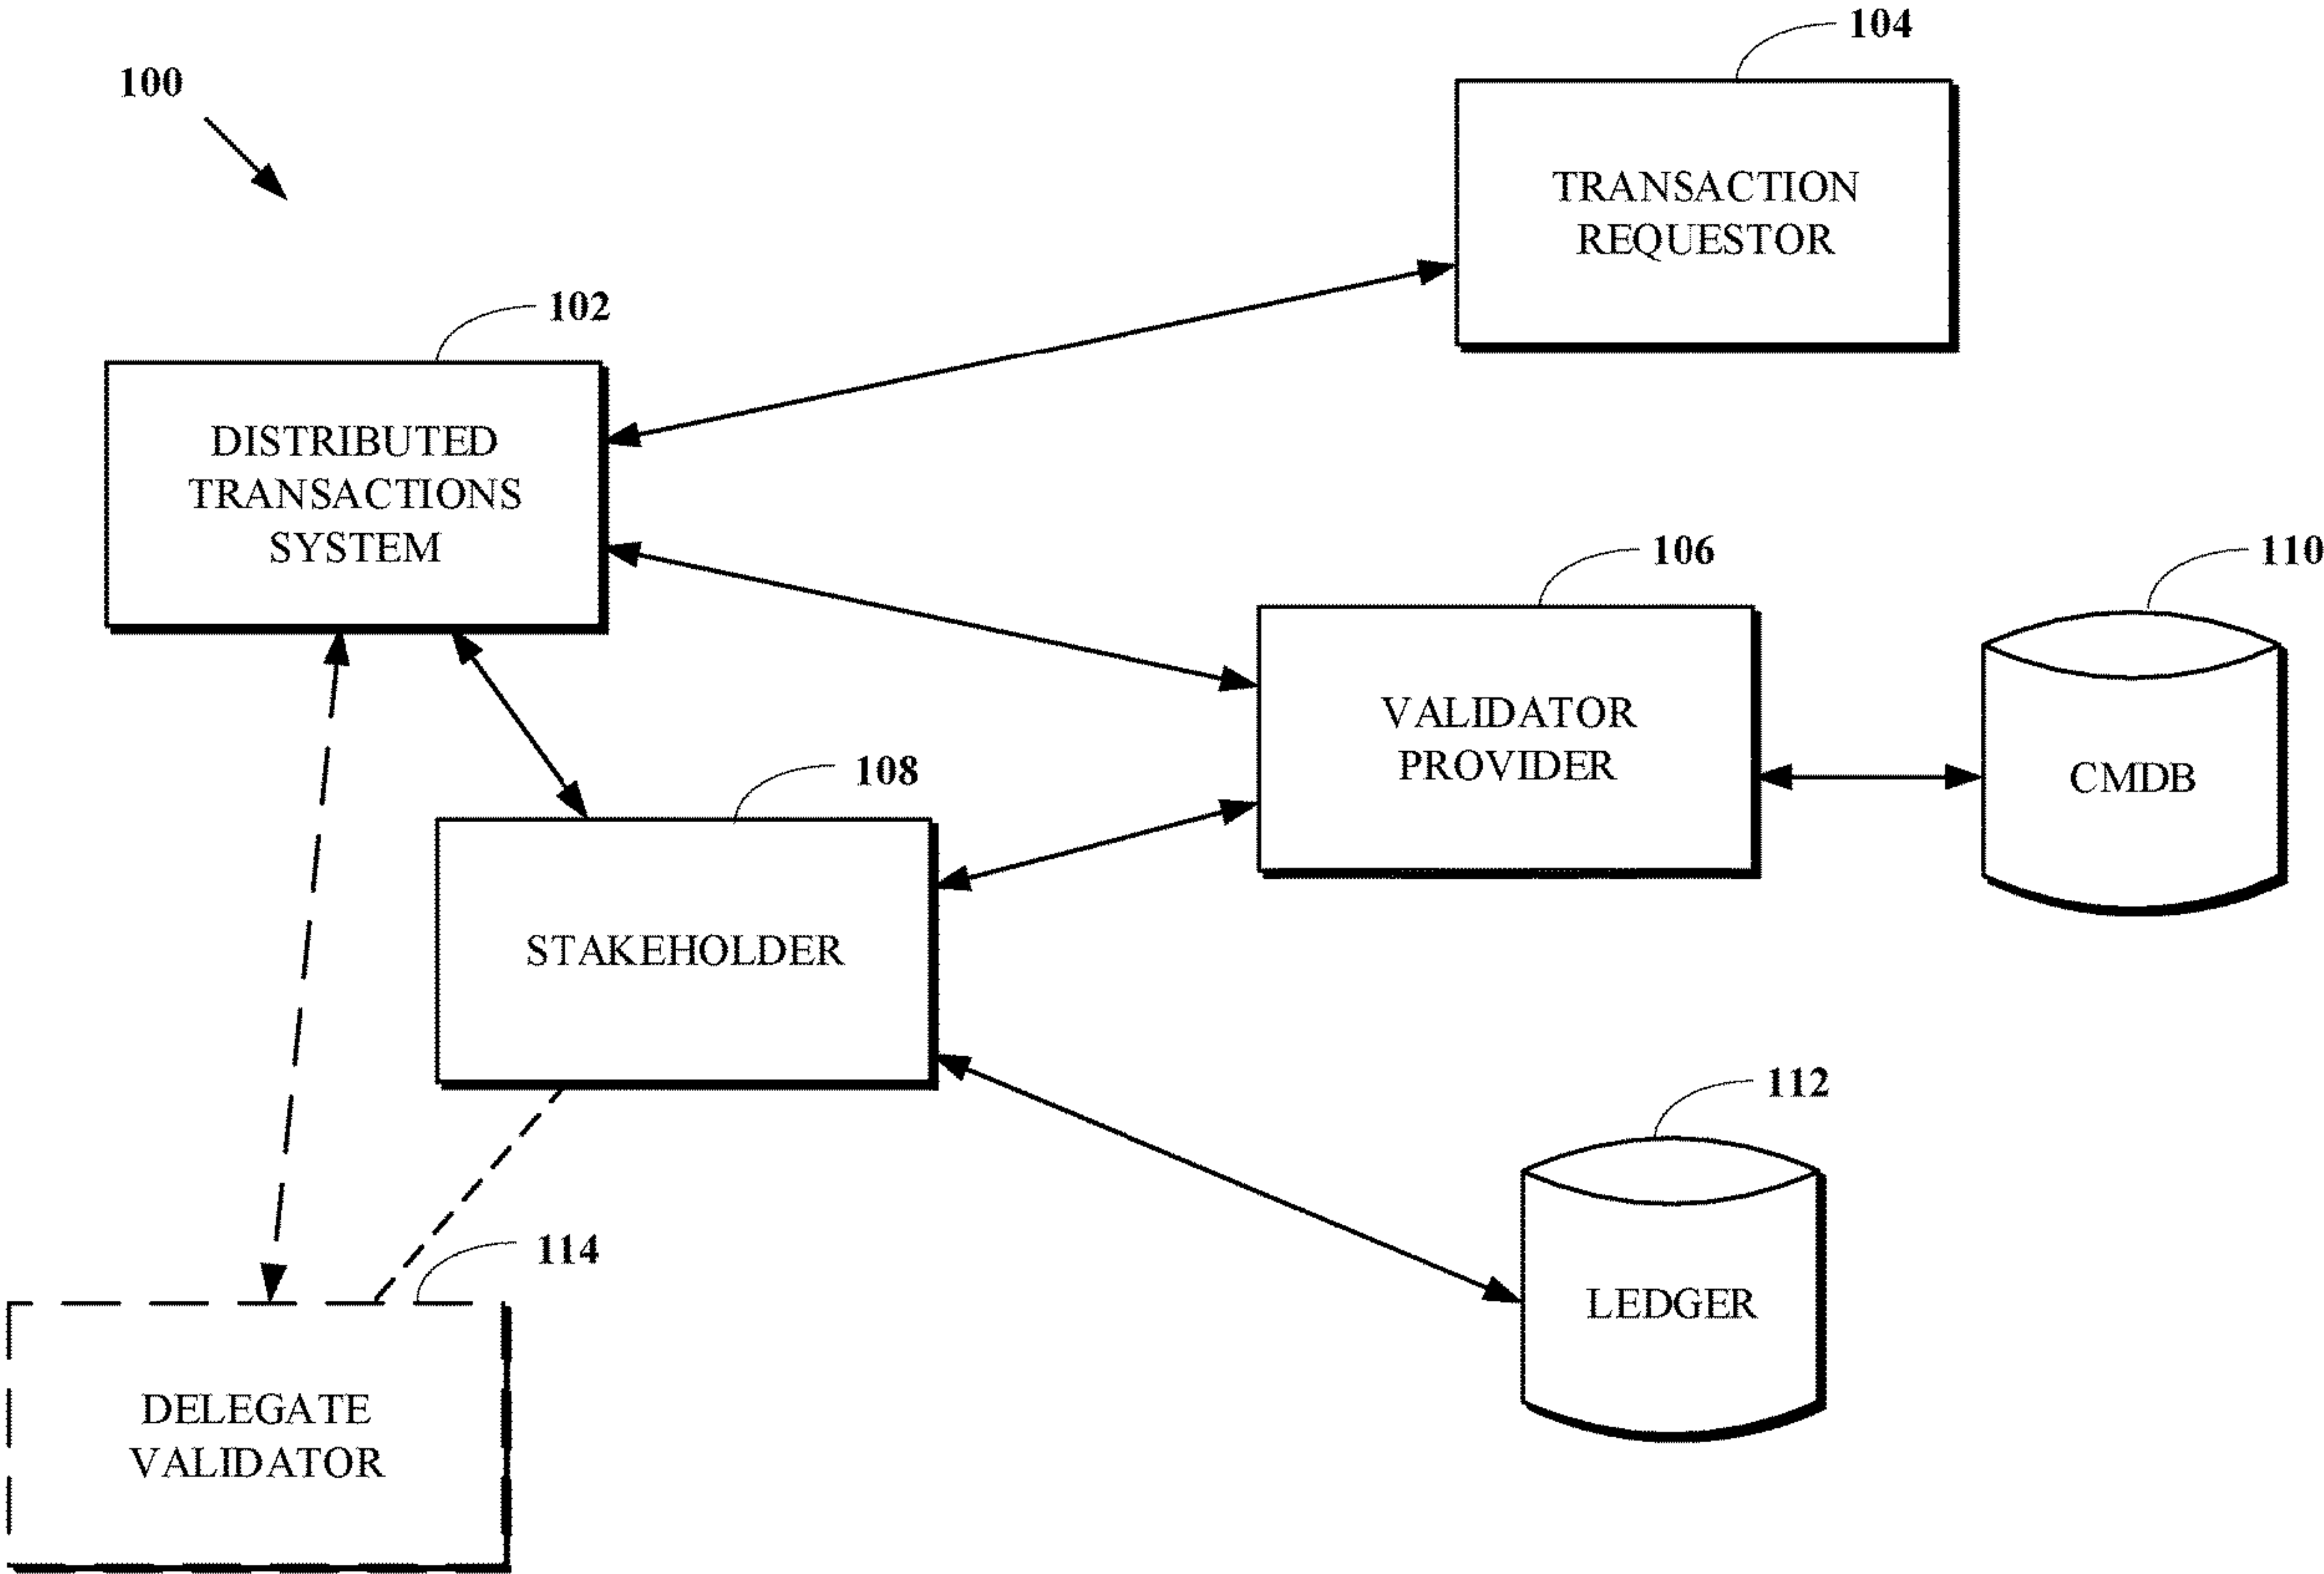 104
100
TRANSACTION
REQUESTOR
102
DISTRIBUTED
TRANSACTIONS
SYSTEM
106
110
VALIDATOR
PROVIDER
CMDB
108
STAKEHOLDER
112
LEDGER
114
DELEGATE
VALIDATOR